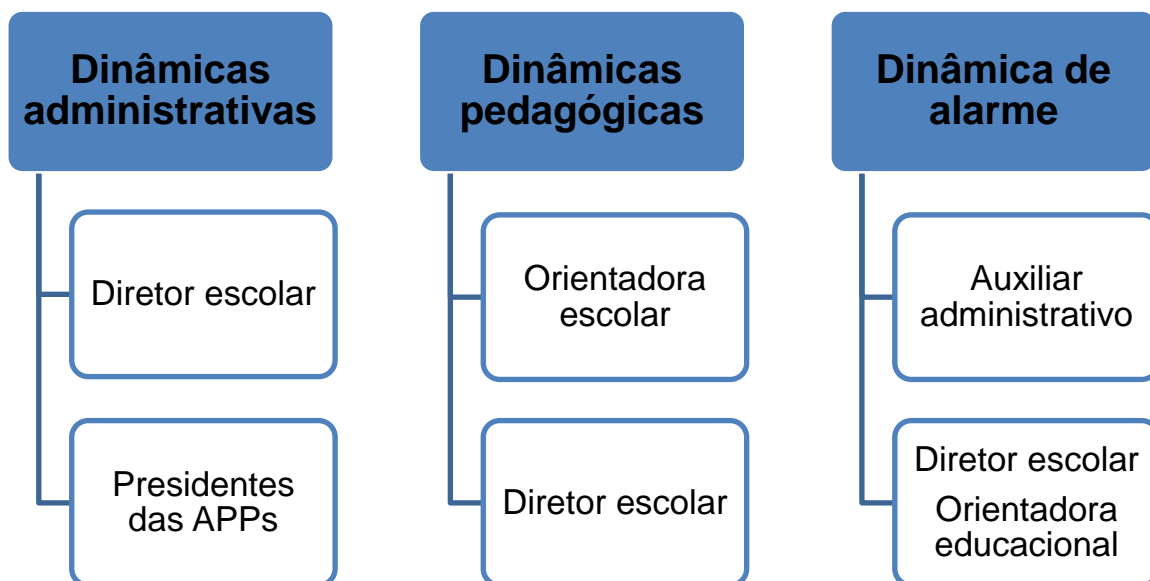 Dinâmicas
administrativas
Diretor escolar
Presidentes
das APPs
Dinâmicas
pedagógicas
Orientadora
escolar
Diretor escolar
Dinâmica de
alarme
Auxiliar
administrativo
Diretor escolar
Orientadora
educacional